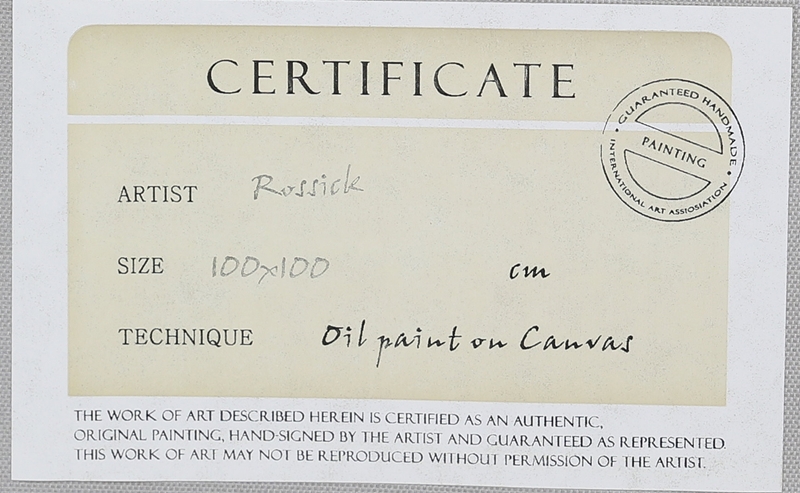 CERTIFICATE
GUARANTEED HANDMADE
PAINTING
INTERNATIONAL ART ASSIOSIATION
ARTIST Rossick
SIZE 100x100 cm
TECHNIQUE Oil paint on Canvas
THE WORK OF ART DESCRIBED HEREIN IS CERTIFIED AS AN AUTHENTIC,
ORIGINAL PAINTING, HAND-SIGNED BY THE ARTIST AND GUARANTEED AS REPRESENTED.
THIS WORK OF ART MAY NOT BE REPRODUCED WITHOUT PERMISSION OF THE ARTIST.